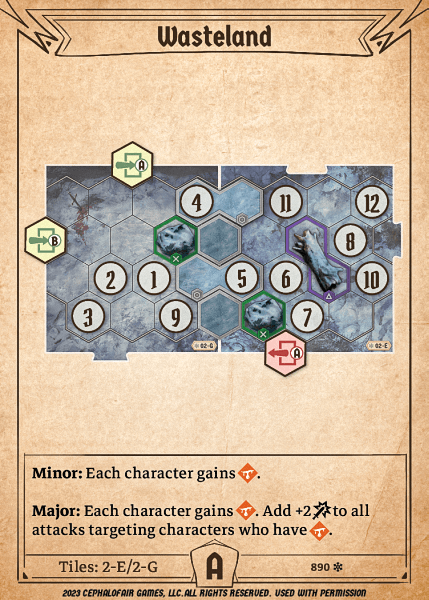 Wasteland
A
4
11
12
B
8
2
1
5
6
10
3
9
7
02-G
02-E
A
Minor: Each character gains .
Major: Each character gains . Add +2 to all
attacks targeting characters who have .
Tiles: 2-E/2-G
A
890
2023 CEPHALOFAIR GAMES, LLC. ALL RIGHTS RESERVED. USED WITH PERMISSION